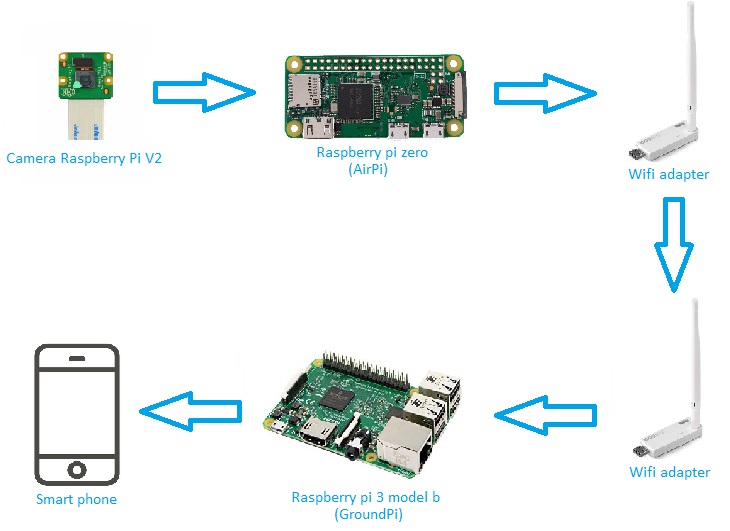 Camera Raspberry Pi V2
Raspberry pi zero
(AirPi)
Wifi adapter
Smart phone
Raspberry pi 3 model b
(GroundPi)
Wifi adapter